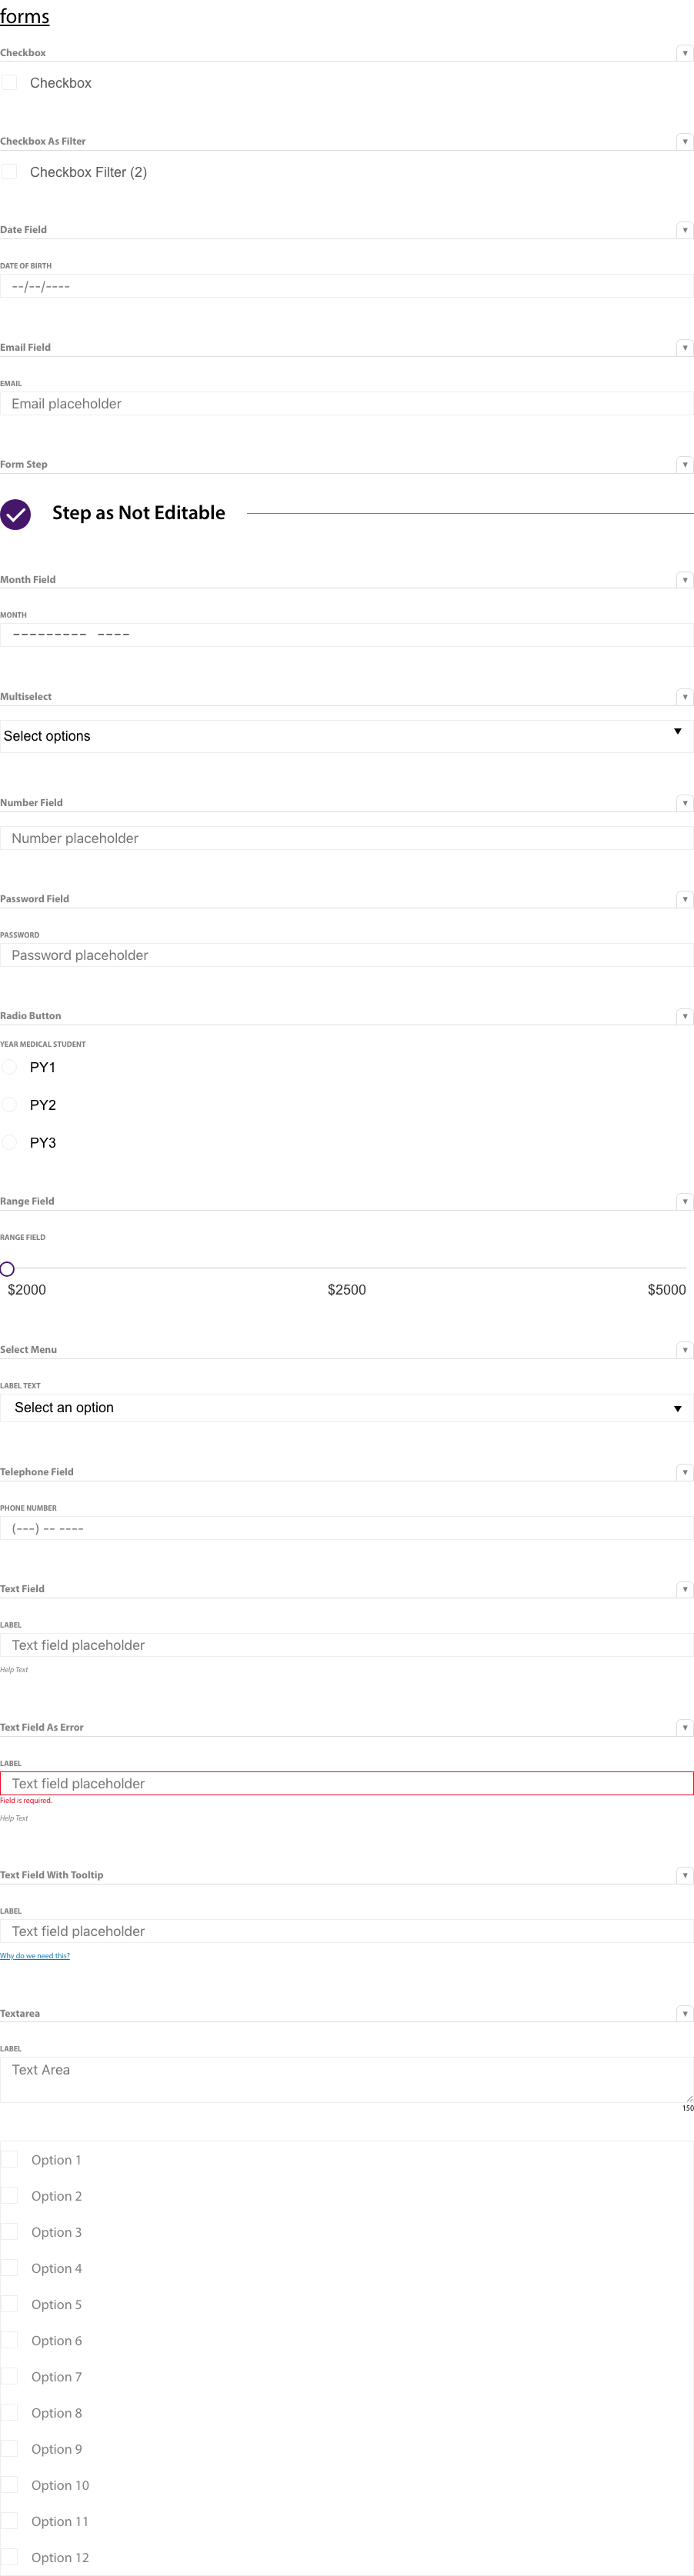 forms
Checkbox
Checkbox
Checkbox As Filter
Checkbox Filter (2)
Date Field
DATE OF BIRTH
--/--/----
Email Field
EMAIL
Email placeholder
Form Step
Step as Not Editable
Month Field
MONTH
--------- ----
Multiselect
Select options
Number Field
Number placeholder
Password Field
PASSWORD
Password placeholder
Radio Button
YEAR MEDICAL STUDENT
PY1
PY2
PY3
Range Field
RANGE FIELD
$2000 $2500 $5000
Select Menu
LABEL TEXT
Select an option
Telephone Field
PHONE NUMBER
(---) -- ----
Text Field
LABEL
Text field placeholder
Help Text
Text Field As Error
LABEL
Text field placeholder
Field is required.
Help Text
Text Field With Tooltip
LABEL
Text field placeholder
Why do we need this?
Textarea
LABEL
Text Area
150
Option 1
Option 2
Option 3
Option 4
Option 5
Option 6
Option 7
Option 8
Option 9
Option 10
Option 11
Option 12